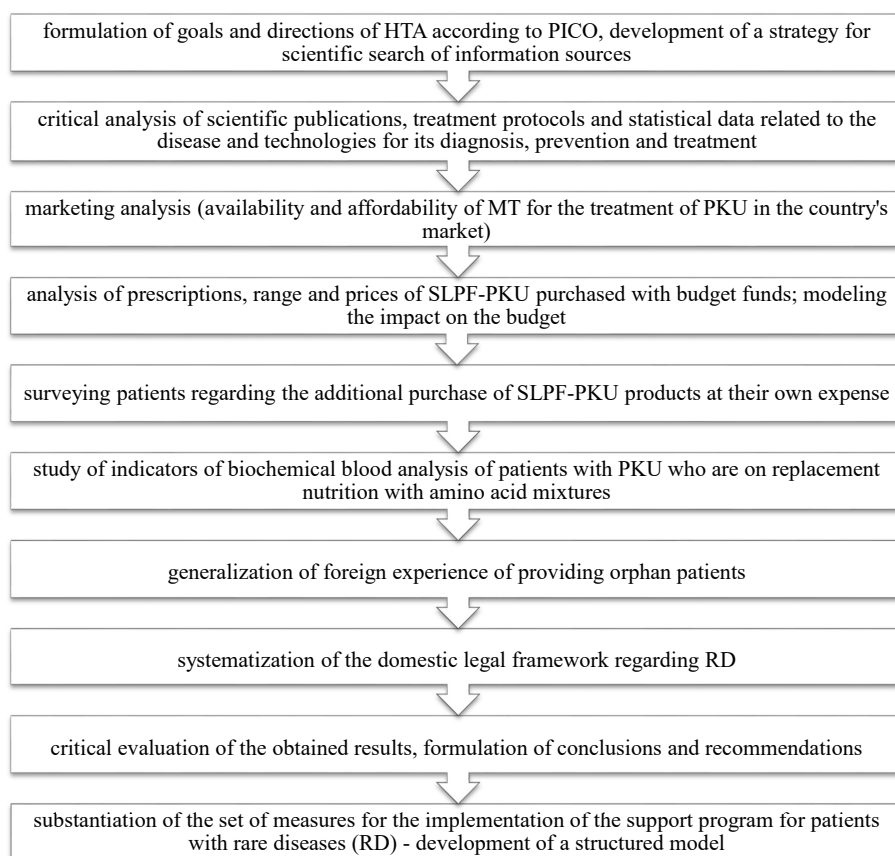 formulation of goals and directions of HTA according to PICO, development of a strategy for
scientific search of information sources
critical analysis of scientific publications, treatment protocols and statistical data related to the
disease and technologies for its diagnosis, prevention and treatment
marketing analysis (availability and affordability of MT for the treatment of PKU in the country's
market)
analysis of prescriptions, range and prices of SLPF-PKU purchased with budget funds; modeling
the impact on the budget
surveying patients regarding the additional purchase of SLPF-PKU products at their own expense
study of indicators of biochemical blood analysis of patients with PKU who are on replacement
nutrition with amino acid mixtures
generalization of foreign experience of providing orphan patients
systematization of the domestic legal framework regarding RD
critical evaluation of the obtained results, formulation of conclusions and recommendations
substantiation of the set of measures for the implementation of the support program for patients
with rare diseases (RD) - development of a structured model